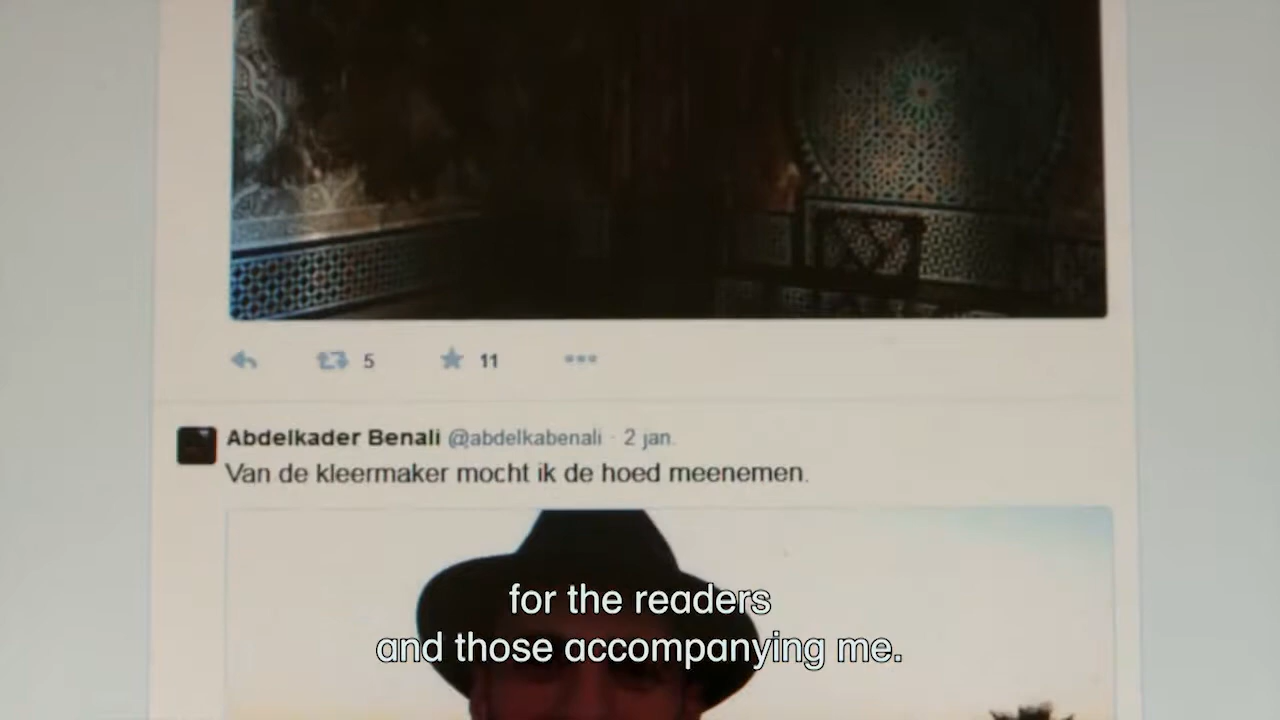 5 11
Abdelkader Benali @abdelkabenali · 2 jan.
Van de kleermaker mocht ik de hoed meenemen.
for the readers
and those accompanying me.